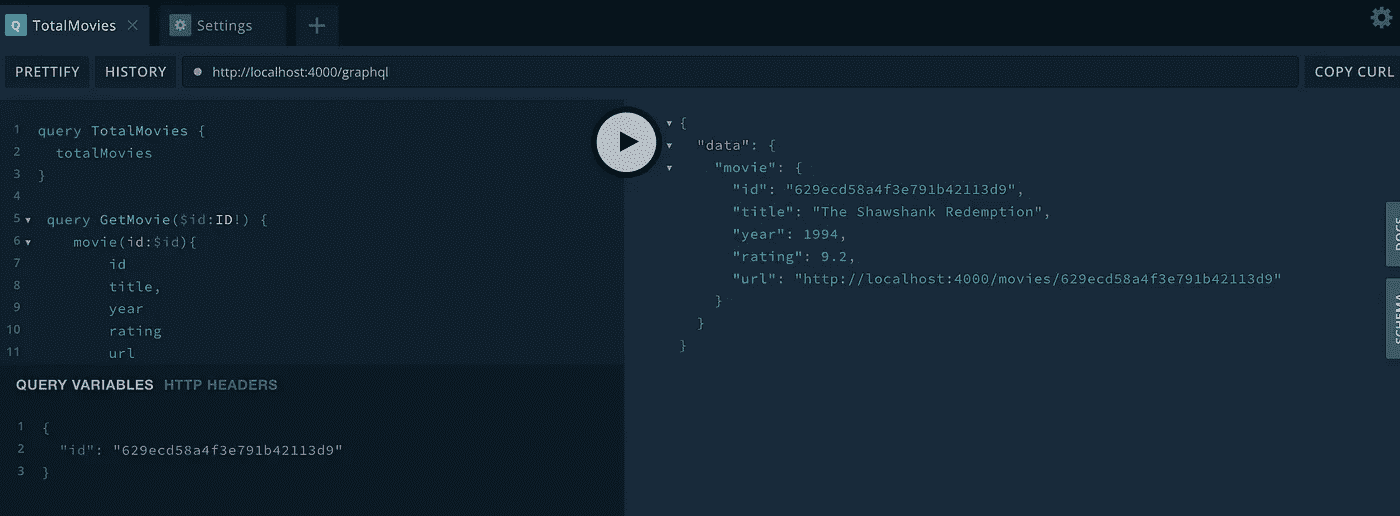 Q TotalMovies × Settings +
PRETTIFY HISTORY http://localhost:4000/graphql COPY CURL
1 query TotalMovies {
2 totalMovies
3 }
4
5 query GetMovie($id:ID!) {
6 movie(id:$id){
7 id
8 title,
9 year
10 rating
11 url
QUERY VARIABLES HTTP HEADERS
1 {
2 "id": "629ecd58a4f3e791b42113d9"
3 }
{
"data": {
"movie": {
"id": "629ecd58a4f3e791b42113d9",
"title": "The Shawshank Redemption",
"year": 1994,
"rating": 9.2,
"url": "http://localhost:4000/movies/629ecd58a4f3e791b42113d9"
}
}
}
DOCS
SCHEMA